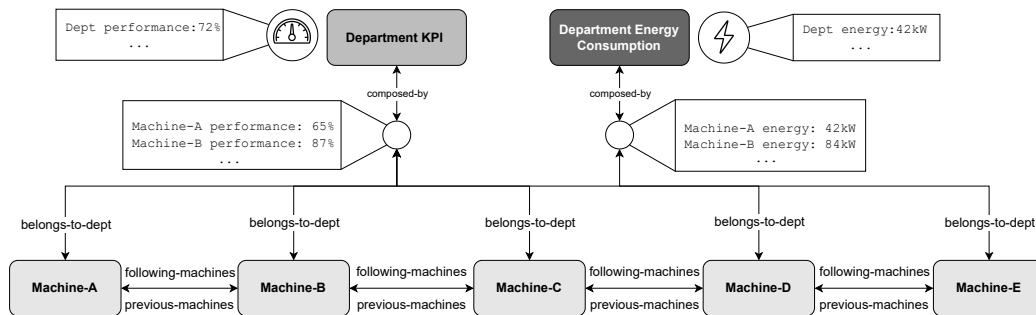 Dept performance:72%
...
Department KPI
Department Energy
Consumption
Dept energy:42kW
...
composed-by
composed-by
Machine-A performance: 65%
Machine-B performance: 87%
...
Machine-A energy: 42kW
Machine-B energy: 84kW
...
belongs-to-dept
belongs-to-dept
belongs-to-dept
belongs-to-dept
belongs-to-dept
Machine-A
following-machines
previous-machines
Machine-B
following-machines
previous-machines
Machine-C
following-machines
previous-machines
Machine-D
following-machines
previous-machines
Machine-E